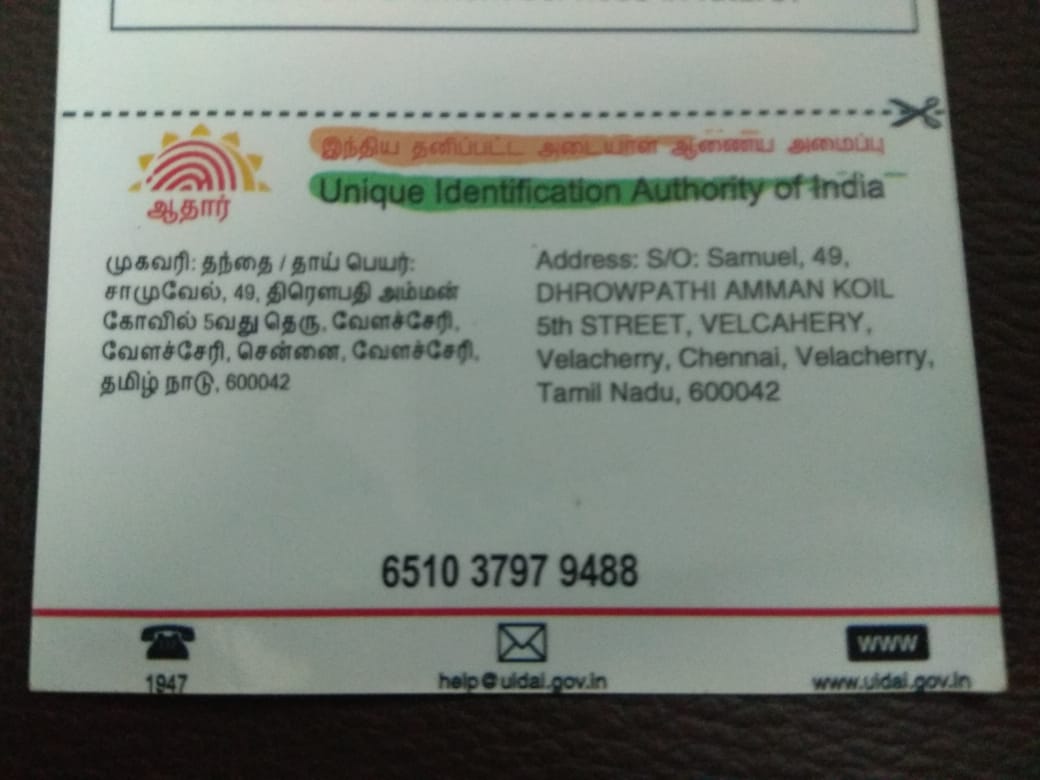 ஆதார்
இந்திய தனிப்பட்ட அடையாள ஆணைய அமைப்பு
Unique Identification Authority of India
முகவரி: தந்தை / தாய் பெயர்:
சாமுவேல், 49, திரௌபதி அம்மன்
கோவில் 5வது தெரு, வேளச்சேரி,
வேளச்சேரி, சென்னை, வேளச்சேரி,
தமிழ் நாடு, 600042
Address: S/O: Samuel, 49,
DHROWPATHI AMMAN KOIL
5th STREET, VELCAHERY,
Velacherry, Chennai, Velacherry,
Tamil Nadu, 600042
6510 3797 9488
1947
help@uidai.gov.in
WWW
www.uidai.gov.in